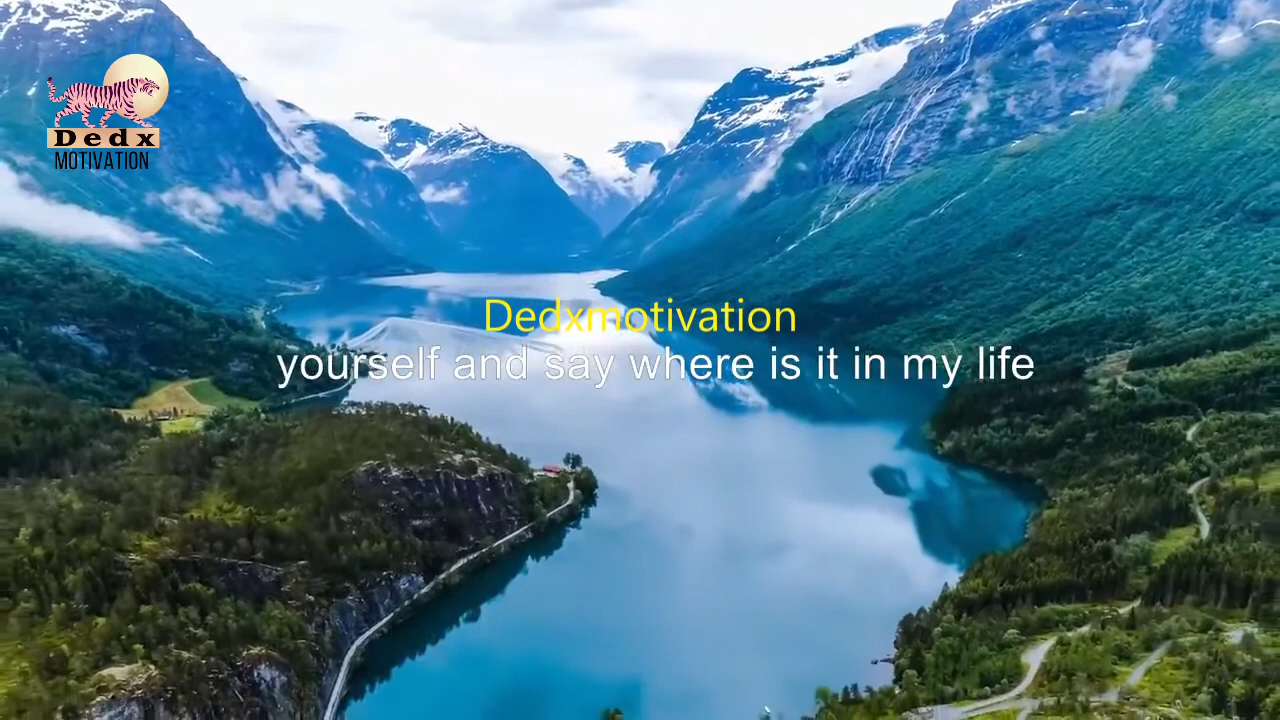 Dedx
MOTIVATION
Dedxmotivation
yourself and say where is it in my life